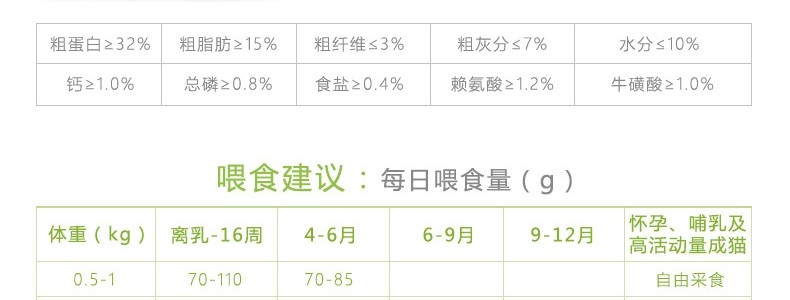 粗蛋白≥32% 粗脂肪≥15% 粗纤维≤3% 粗灰分≤7% 水分≤10%
钙≥1.0% 总磷≥0.8% 食盐≥0.4% 赖氨酸≥1.2% 牛磺酸≥1.0%
喂食建议：每日喂食量（g）
体重（kg） 离乳-16周 4-6月 6-9月 9-12月 怀孕、哺乳及
高活动量成猫
0.5-1 70-110 70-85 自由采食